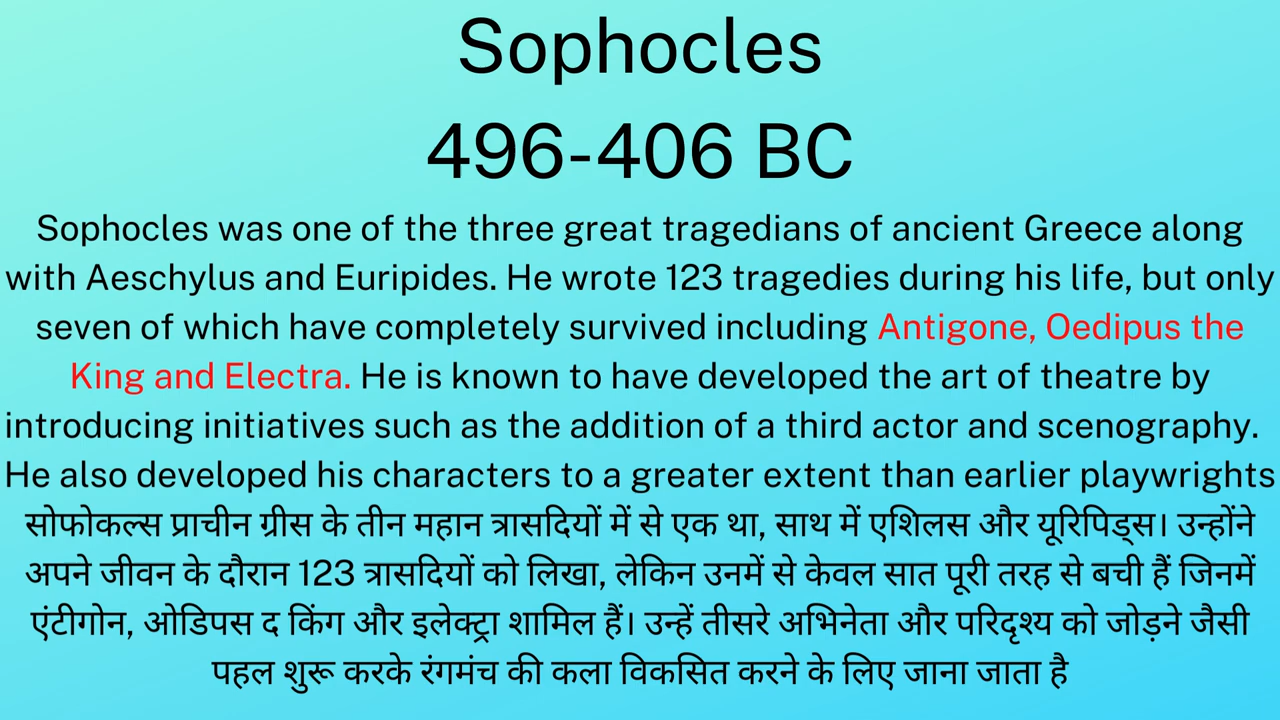 Sophocles
496-406 BC
Sophocles was one of the three great tragedians of ancient Greece along
with Aeschylus and Euripides. He wrote 123 tragedies during his life, but only
seven of which have completely survived including Antigone, Oedipus the
King and Electra. He is known to have developed the art of theatre by
introducing initiatives such as the addition of a third actor and scenography.
He also developed his characters to a greater extent than earlier playwrights
सोफोकल्स प्राचीन ग्रीस के तीन महान त्रासदियों में से एक था, साथ में एशिलस और यूरिपिड्स। उन्होंने
अपने जीवन के दौरान 123 त्रासदियों को लिखा, लेकिन उनमें से केवल सात पूरी तरह से बची हैं जिनमें
एंटीगोन, ओडिपस द किंग और इलेक्ट्रा शामिल हैं। उन्हें तीसरे अभिनेता और परिदृश्य को जोड़ने जैसी
पहल शुरू करके रंगमंच की कला विकसित करने के लिए जाना जाता है